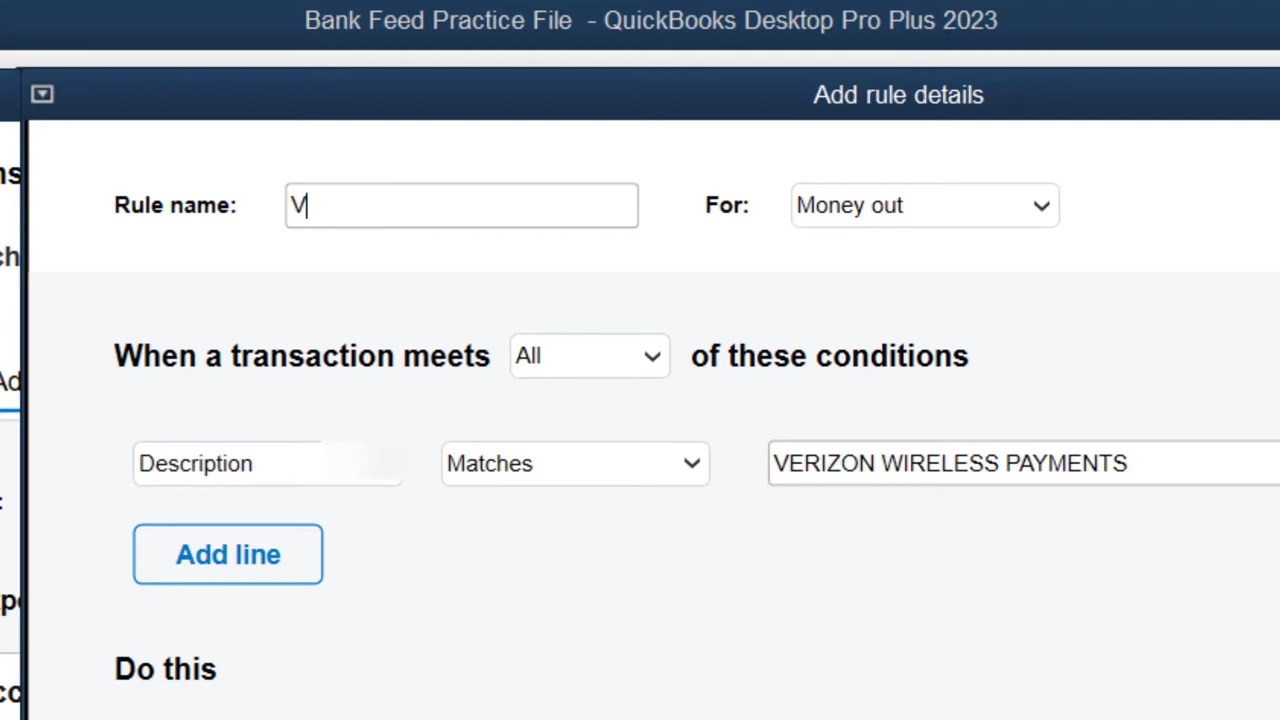 Bank Feed Practice File - QuickBooks Desktop Pro Plus 2023
Add rule details
Rule name: V For: Money out
When a transaction meets All of these conditions
Description Matches VERIZON WIRELESS PAYMENTS
Add line
Do this